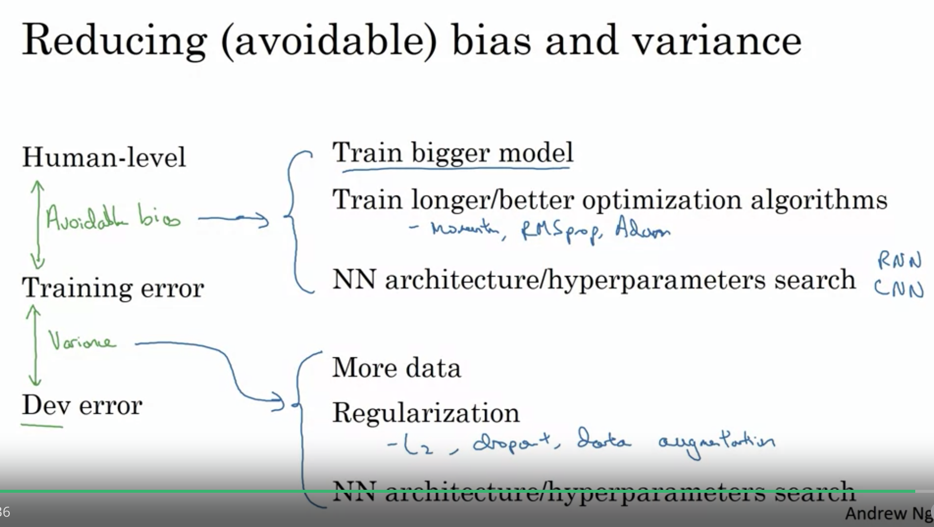 Reducing (avoidable) bias and variance
Human-level
Avoidable bias
Training error
Variance
Dev error
Train bigger model
Train longer/better optimization algorithms
- Momentum, RMSprop, Adam
NN architecture/hyperparameters search
RNN
CNN
More data
Regularization
- L2, dropout, data augmentation
NN architecture/hyperparameters search
36
Andrew Ng